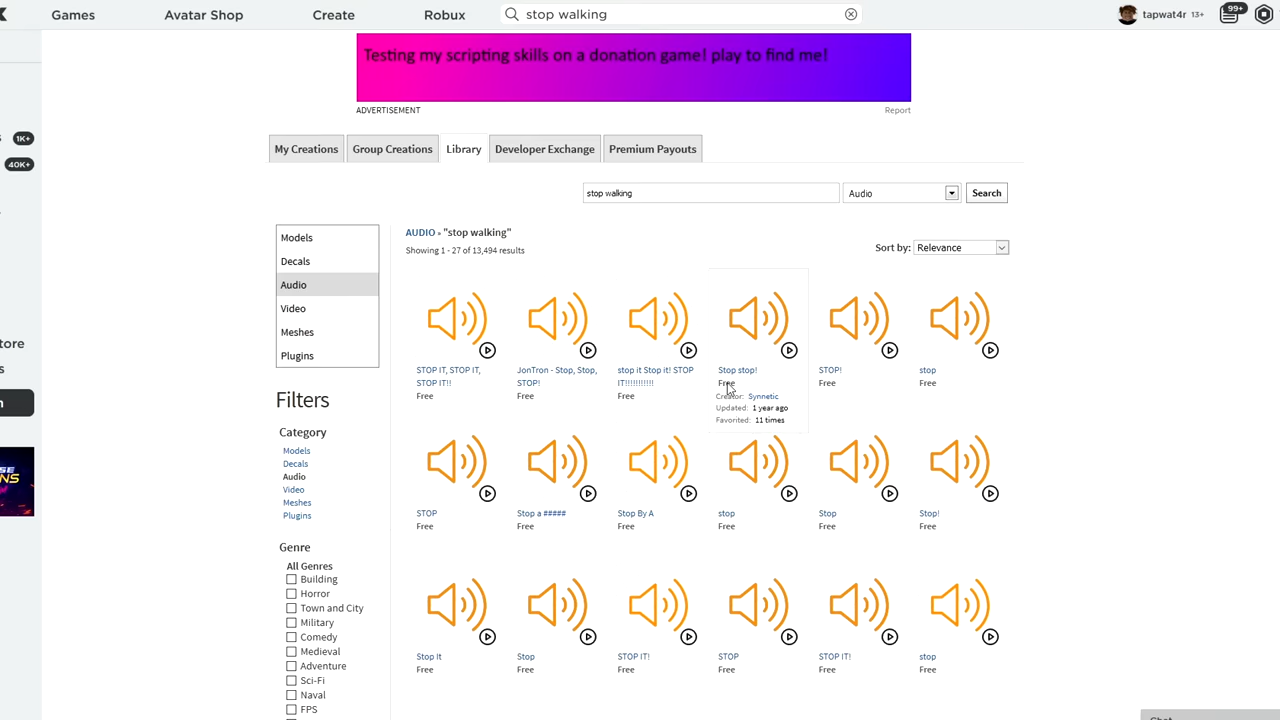 Games Avatar Shop Create Robux stop walking tapwat4r 13+ 99+
Testing my scripting skills on a donation game! play to find me!
ADVERTISEMENT Report
1K+
40K+
My Creations Group Creations Library Developer Exchange Premium Payouts
stop walking Audio Search
Models
Decals
Audio
Video
Meshes
Plugins
AUDIO » "stop walking"
Showing 1 - 27 of 13,494 results
Sort by: Relevance
STOP IT, STOP IT,
STOP IT!!
Free
JonTron - Stop, Stop,
STOP!
Free
stop it Stop it! STOP
IT!!!!!!!!!!!
Free
Stop stop!
Free
Creator: Synnetic
Updated: 1 year ago
Favorited: 11 times
STOP!
Free
stop
Free
STOP
Free
Stop a #####
Free
Stop By A
Free
stop
Free
Stop
Free
Stop!
Free
Stop It
Free
Stop
Free
STOP IT!
Free
STOP
Free
STOP IT!
Free
stop
Free
Filters
Category
Models
Decals
Audio
Video
Meshes
Plugins
Genre
All Genres
Building
Horror
Town and City
Military
Comedy
Medieval
Adventure
Sci-Fi
Naval
FPS